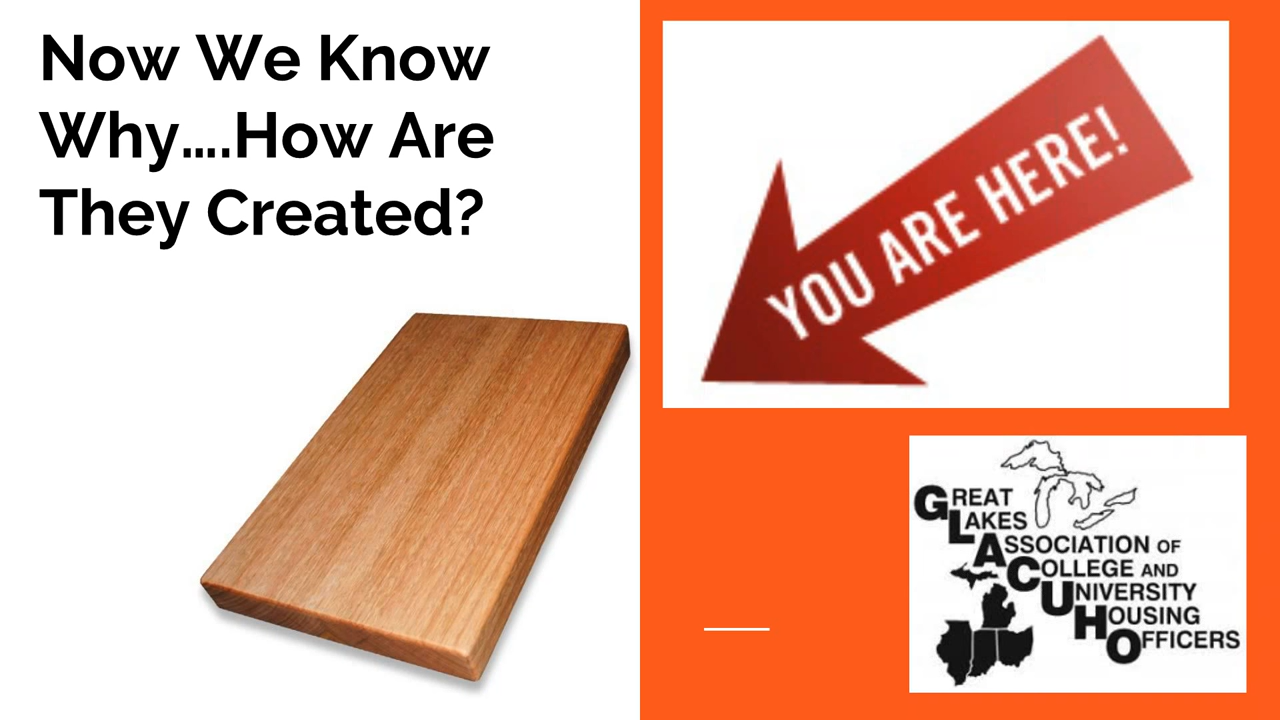 Now We Know
Why....How Are
They Created?
YOU ARE HERE!
GREAT
LAKES
ASSOCIATION OF
COLLEGE AND
UNIVERSITY
HOUSING
OFFICERS